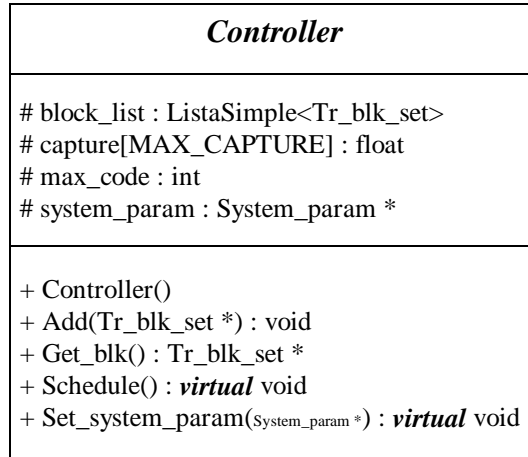 Controller
# block_list : ListaSimple<Tr_blk_set>
# capture[MAX_CAPTURE] : float
# max_code : int
# system_param : System_param *
+ Controller()
+ Add(Tr_blk_set *) : void
+ Get_blk() : Tr_blk_set *
+ Schedule() : virtual void
+ Set_system_param(System_param *) : virtual void